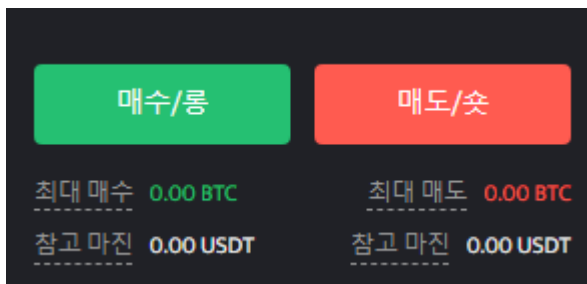 매수/롱 매도/숏
최대 매수 0.00 BTC 최대 매도 0.00 BTC
참고 마진 0.00 USDT 참고 마진 0.00 USDT